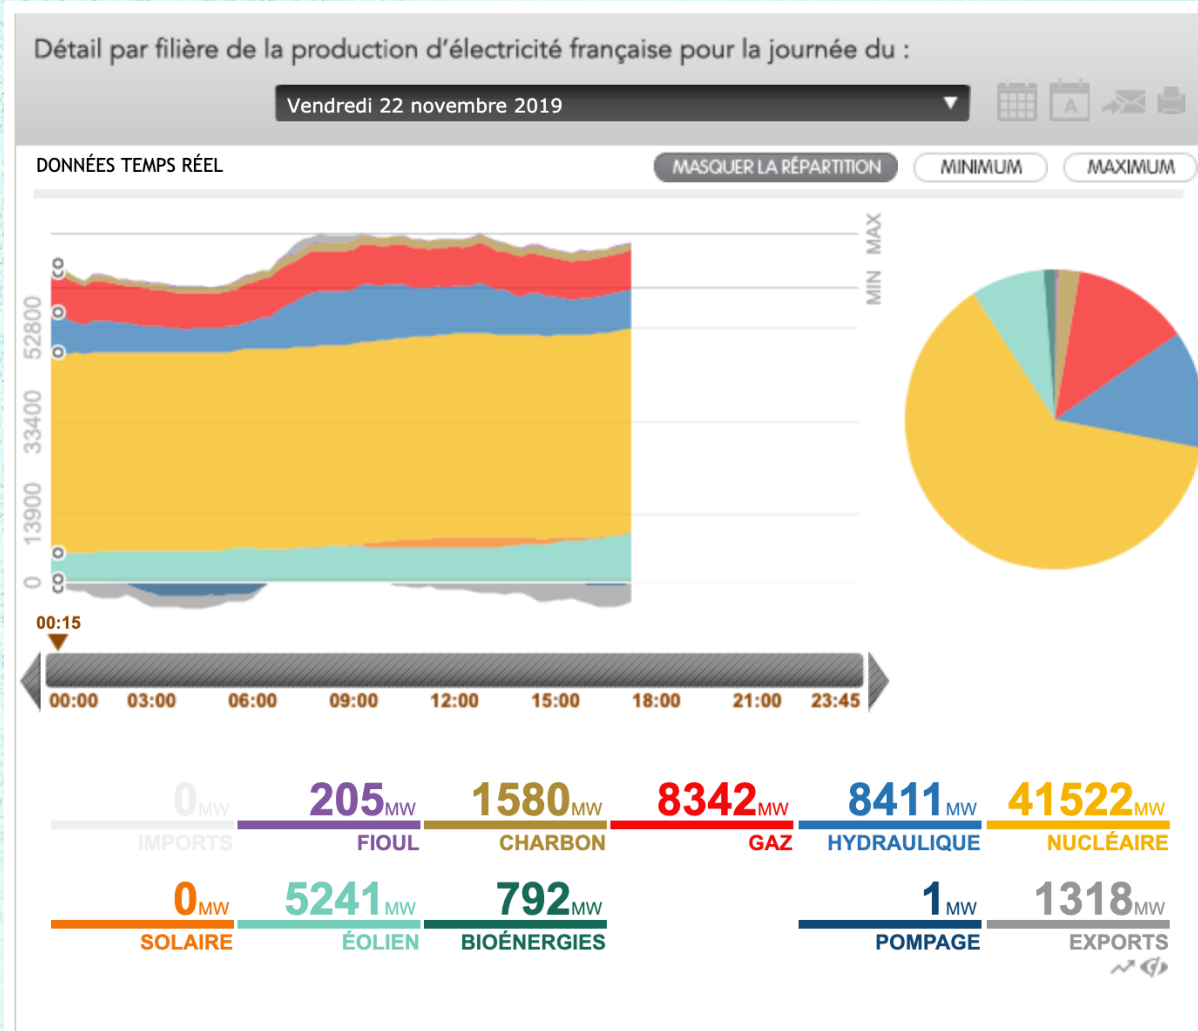 Détail par filière de la production d'électricité française pour la journée du :
Vendredi 22 novembre 2019
A
DONNÉES TEMPS RÉEL
MASQUER LA RÉPARTITION
MINIMUM
MAXIMUM
MAX
MIN
52800
33400
13900
0
00:15
00:00 03:00 06:00 09:00 12:00 15:00 18:00 21:00 23:45
0MW 205MW 1580MW 8342MW 8411MW 41522MW
IMPORTS FIOUL CHARBON GAZ HYDRAULIQUE NUCLÉAIRE
0MW 5241MW 792MW 1MW 1318MW
SOLAIRE ÉOLIEN BIOÉNERGIES POMPAGE EXPORTS